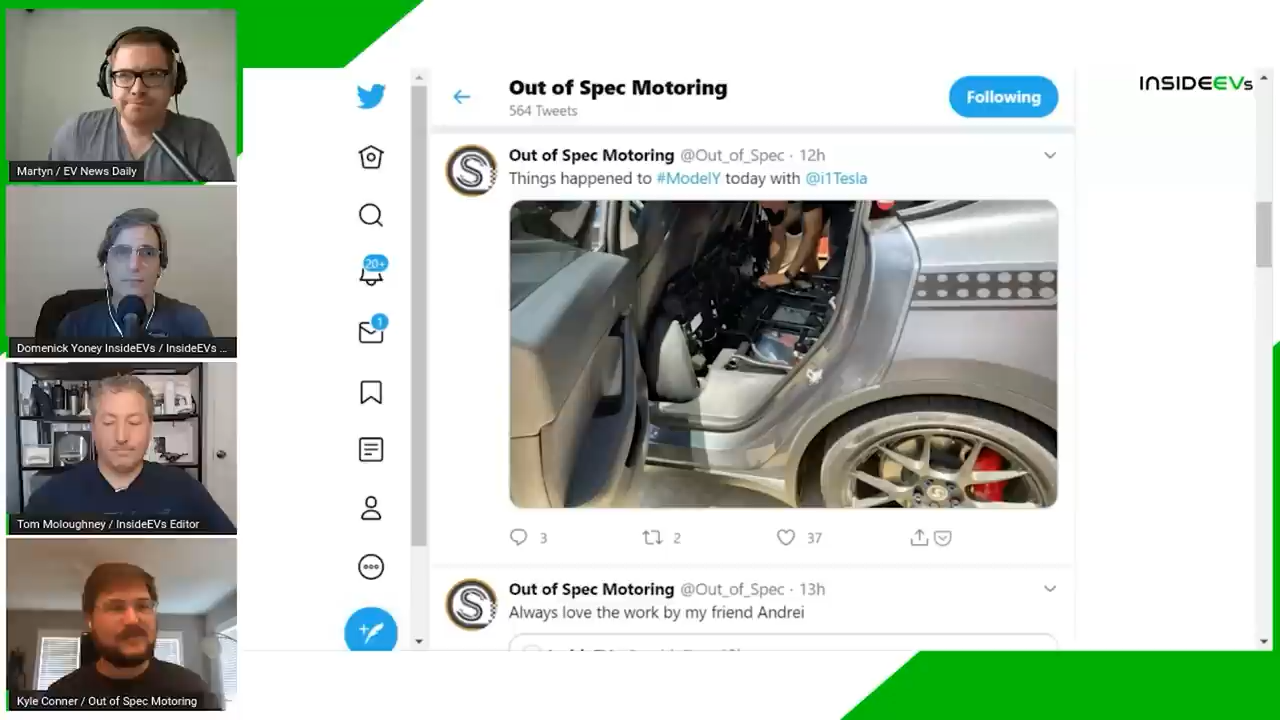 Martyn / EV News Daily
Domenick Yoney InsideEVs / InsideEVs ...
Tom Moloughney / InsideEVs Editor
Kyle Conner / Out of Spec Motoring
20+
1
Out of Spec Motoring
564 Tweets
Following
INSIDEEVs
Out of Spec Motoring @Out_of_Spec · 12h
Things happened to #ModelY today with @i1Tesla
3
2
37
Out of Spec Motoring @Out_of_Spec · 13h
Always love the work by my friend Andrei